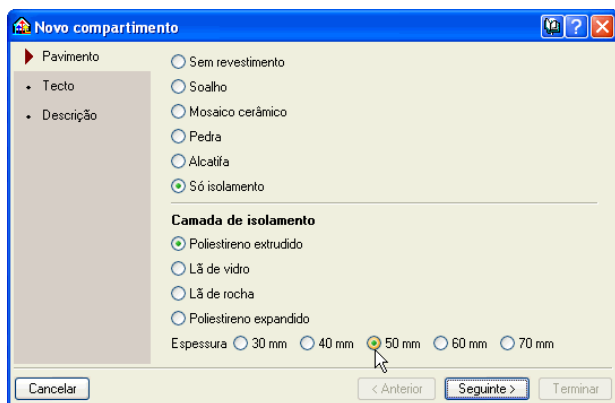 Novo compartimento
Pavimento
Tecto
Descrição
Sem revestimento
Soalho
Mosaico cerâmico
Pedra
Alcatifa
Só isolamento
Camada de isolamento
Poliestireno extrudido
Lã de vidro
Lã de rocha
Poliestireno expandido
Espessura 30 mm 40 mm 50 mm 60 mm 70 mm
Cancelar < Anterior Seguinte > Terminar